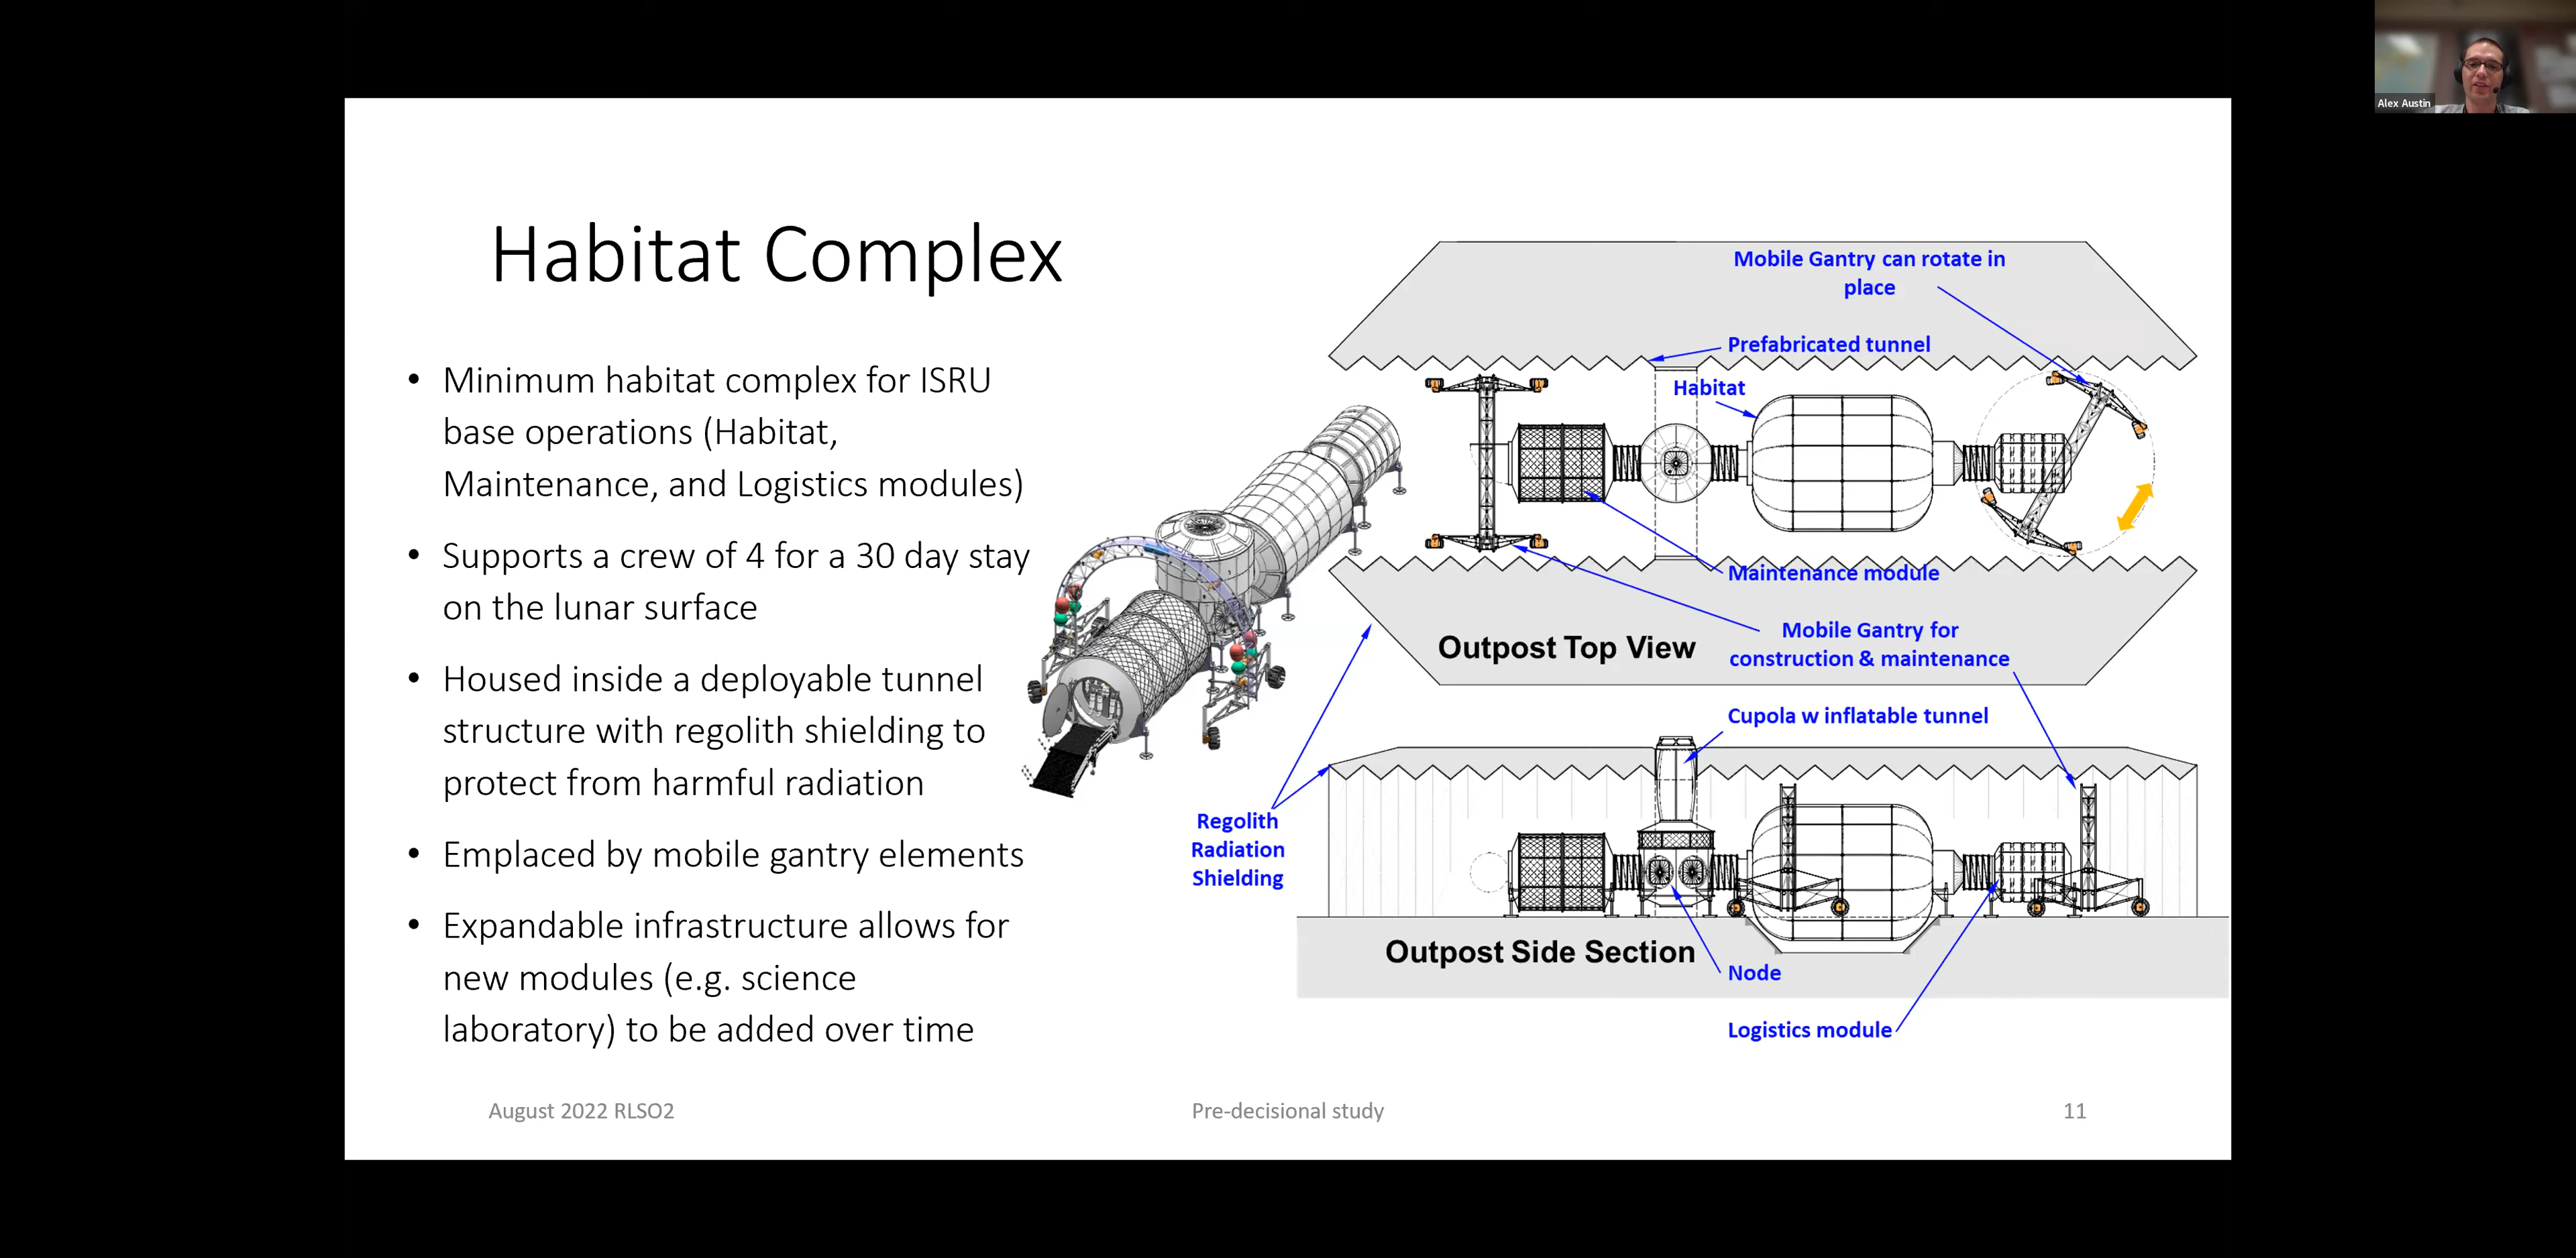 Alex Austin
Habitat Complex
• Minimum habitat complex for ISRU
base operations (Habitat,
Maintenance, and Logistics modules)
• Supports a crew of 4 for a 30 day stay
on the lunar surface
• Housed inside a deployable tunnel
structure with regolith shielding to
protect from harmful radiation
• Emplaced by mobile gantry elements
• Expandable infrastructure allows for
new modules (e.g. science
laboratory) to be added over time
Mobile Gantry can rotate in
place
Prefabricated tunnel
Habitat
Maintenance module
Mobile Gantry for
construction & maintenance
Outpost Top View
Cupola w inflatable tunnel
Regolith
Radiation
Shielding
Outpost Side Section
Node
Logistics module
August 2022 RLSO2
Pre-decisional study
11